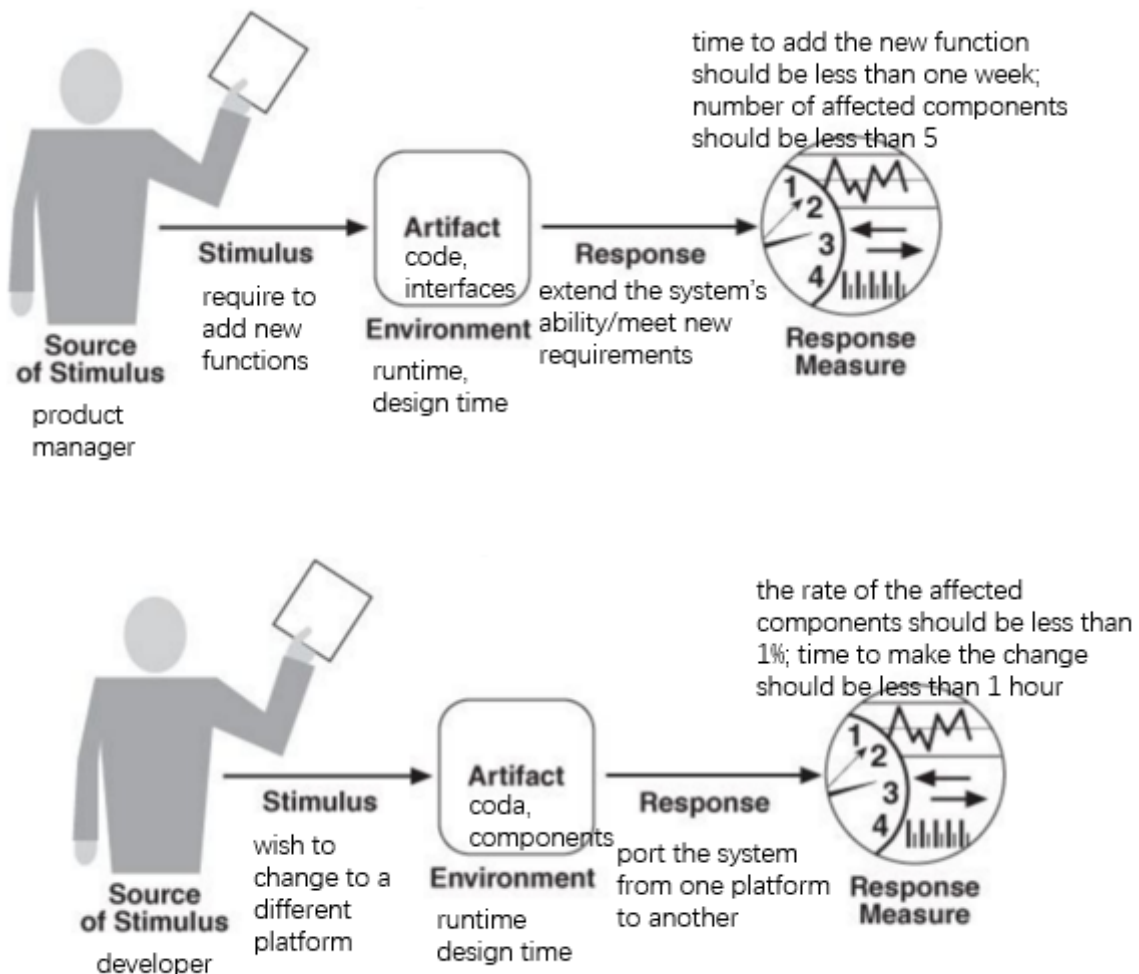 time to add the new function
should be less than one week;
number of affected components
should be less than 5
Artifact
code,
interfaces
Stimulus
require to
add new
functions
Environment
runtime,
design time
Response
extend the system's
ability/meet new
requirements
1
2
3
4
Response
Measure
Source
of Stimulus
product
manager
the rate of the affected
components should be less than
1%; time to make the change
should be less than 1 hour
Artifact
coda,
components
Stimulus
wish to
change to a
different
platform
Environment
runtime
design time
Response
port the system
from one platform
to another
1
2
3
4
Response
Measure
Source
of Stimulus
developer